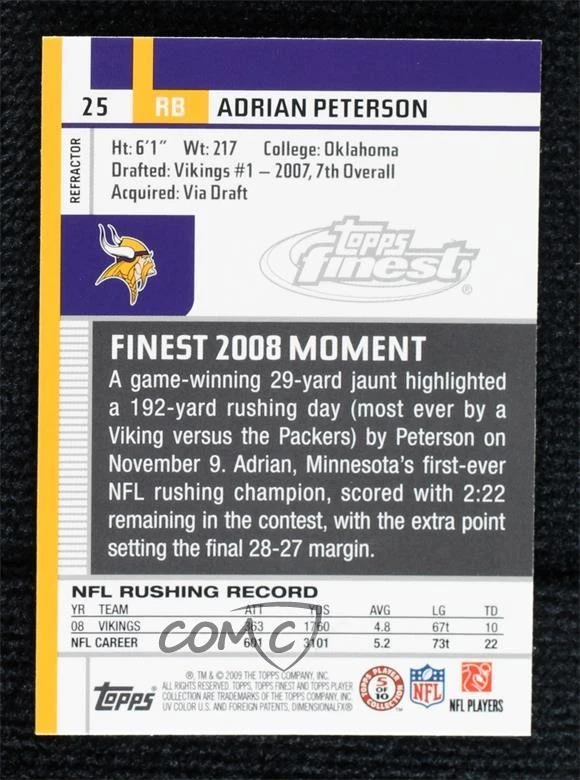 25 RB ADRIAN PETERSON
REFRACTOR
Ht: 6'1" Wt: 217 College: Oklahoma
Drafted: Vikings #1 – 2007, 7th Overall
Acquired: Via Draft
topps
finest®
FINEST 2008 MOMENT
A game-winning 29-yard jaunt highlighted
a 192-yard rushing day (most ever by a
Viking versus the Packers) by Peterson on
November 9. Adrian, Minnesota's first-ever
NFL rushing champion, scored with 2:22
remaining in the contest, with the extra point
setting the final 28-27 margin.
NFL RUSHING RECORD
YR TEAM ATT YDS AVG LG TD
08 VIKINGS 363 1760 4.8 67t 10
NFL CAREER 601 3101 5.2 73t 22
COMC
®, TM & © 2009 THE TOPPS COMPANY, INC.
ALL RIGHTS RESERVED. TOPPS, TOPPS FINEST AND TOPPS PLAYER
COLLECTION ARE TRADEMARKS OF THE TOPPS COMPANY, INC.
UV COLOR U.S. AND FOREIGN PATENTS, DIMENSIONALFX®
Topps
TOPPS PLAYER
5
OF
10
COLLECTION
NFL
NFL PLAYERS